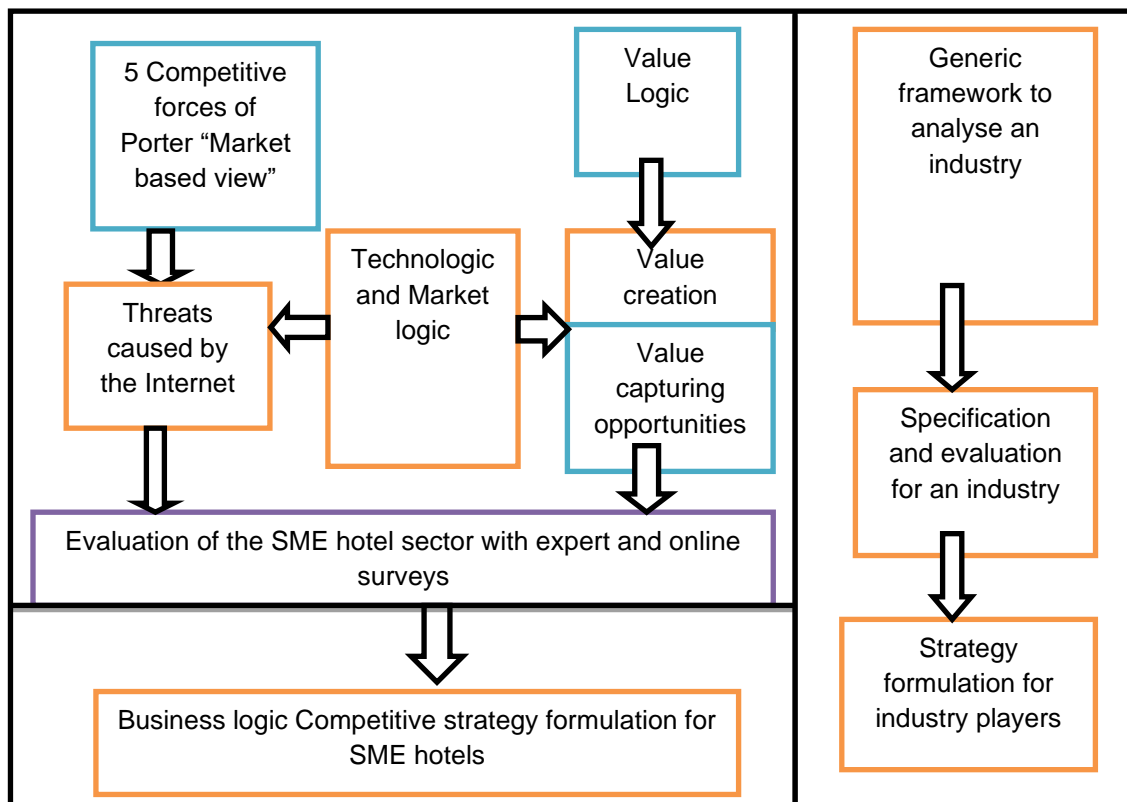 5 Competitive
forces of
Porter “Market
based view”
Value
Logic
Technologic
and Market
logic
Value
creation
Threats
caused by
the Internet
Value
capturing
opportunities
Evaluation of the SME hotel sector with expert and online
surveys
Business logic Competitive strategy formulation for
SME hotels
Generic
framework to
analyse an
industry
Specification
and evaluation
for an industry
Strategy
formulation for
industry players